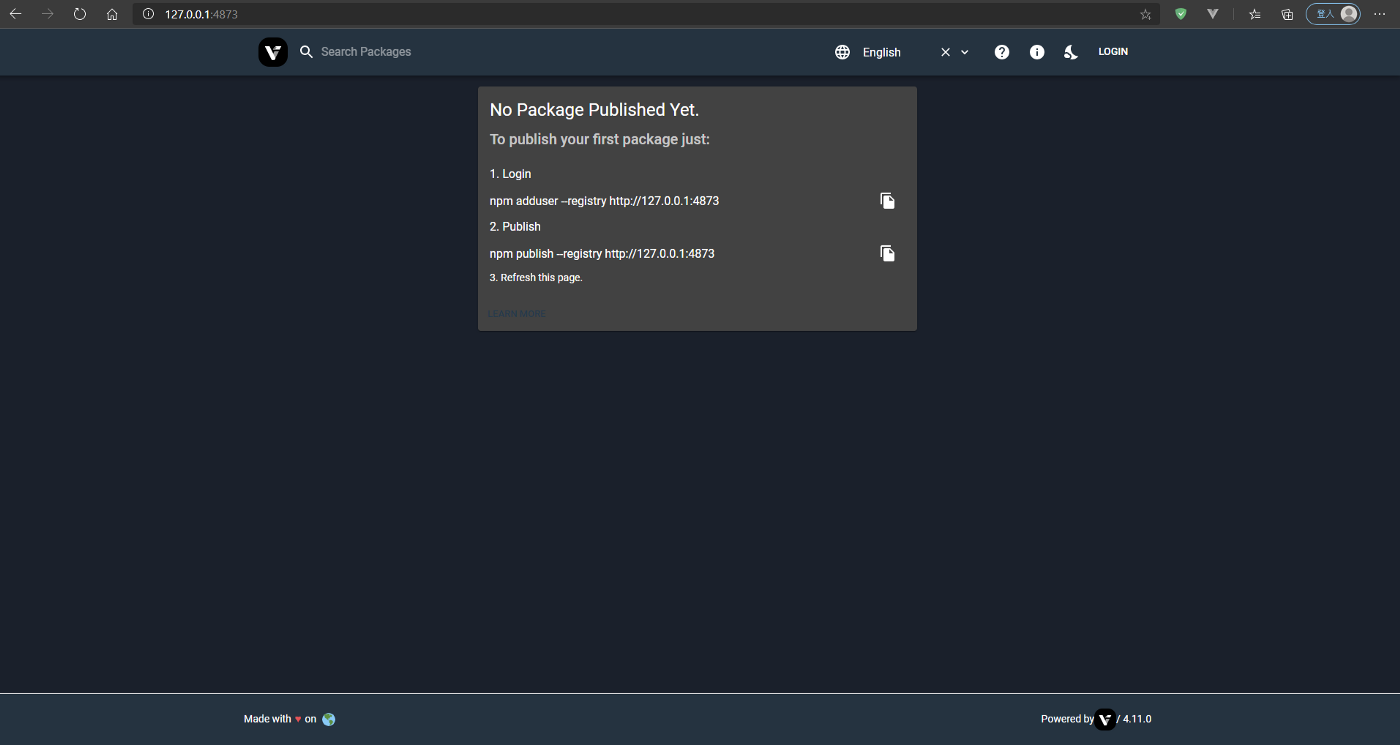 127.0.0.1:4873
登入
Search Packages
English
LOGIN
No Package Published Yet.
To publish your first package just:
1. Login
npm adduser --registry http://127.0.0.1:4873
2. Publish
npm publish --registry http://127.0.0.1:4873
3. Refresh this page.
LEARN MORE
Made with ♥ on
Powered by / 4.11.0